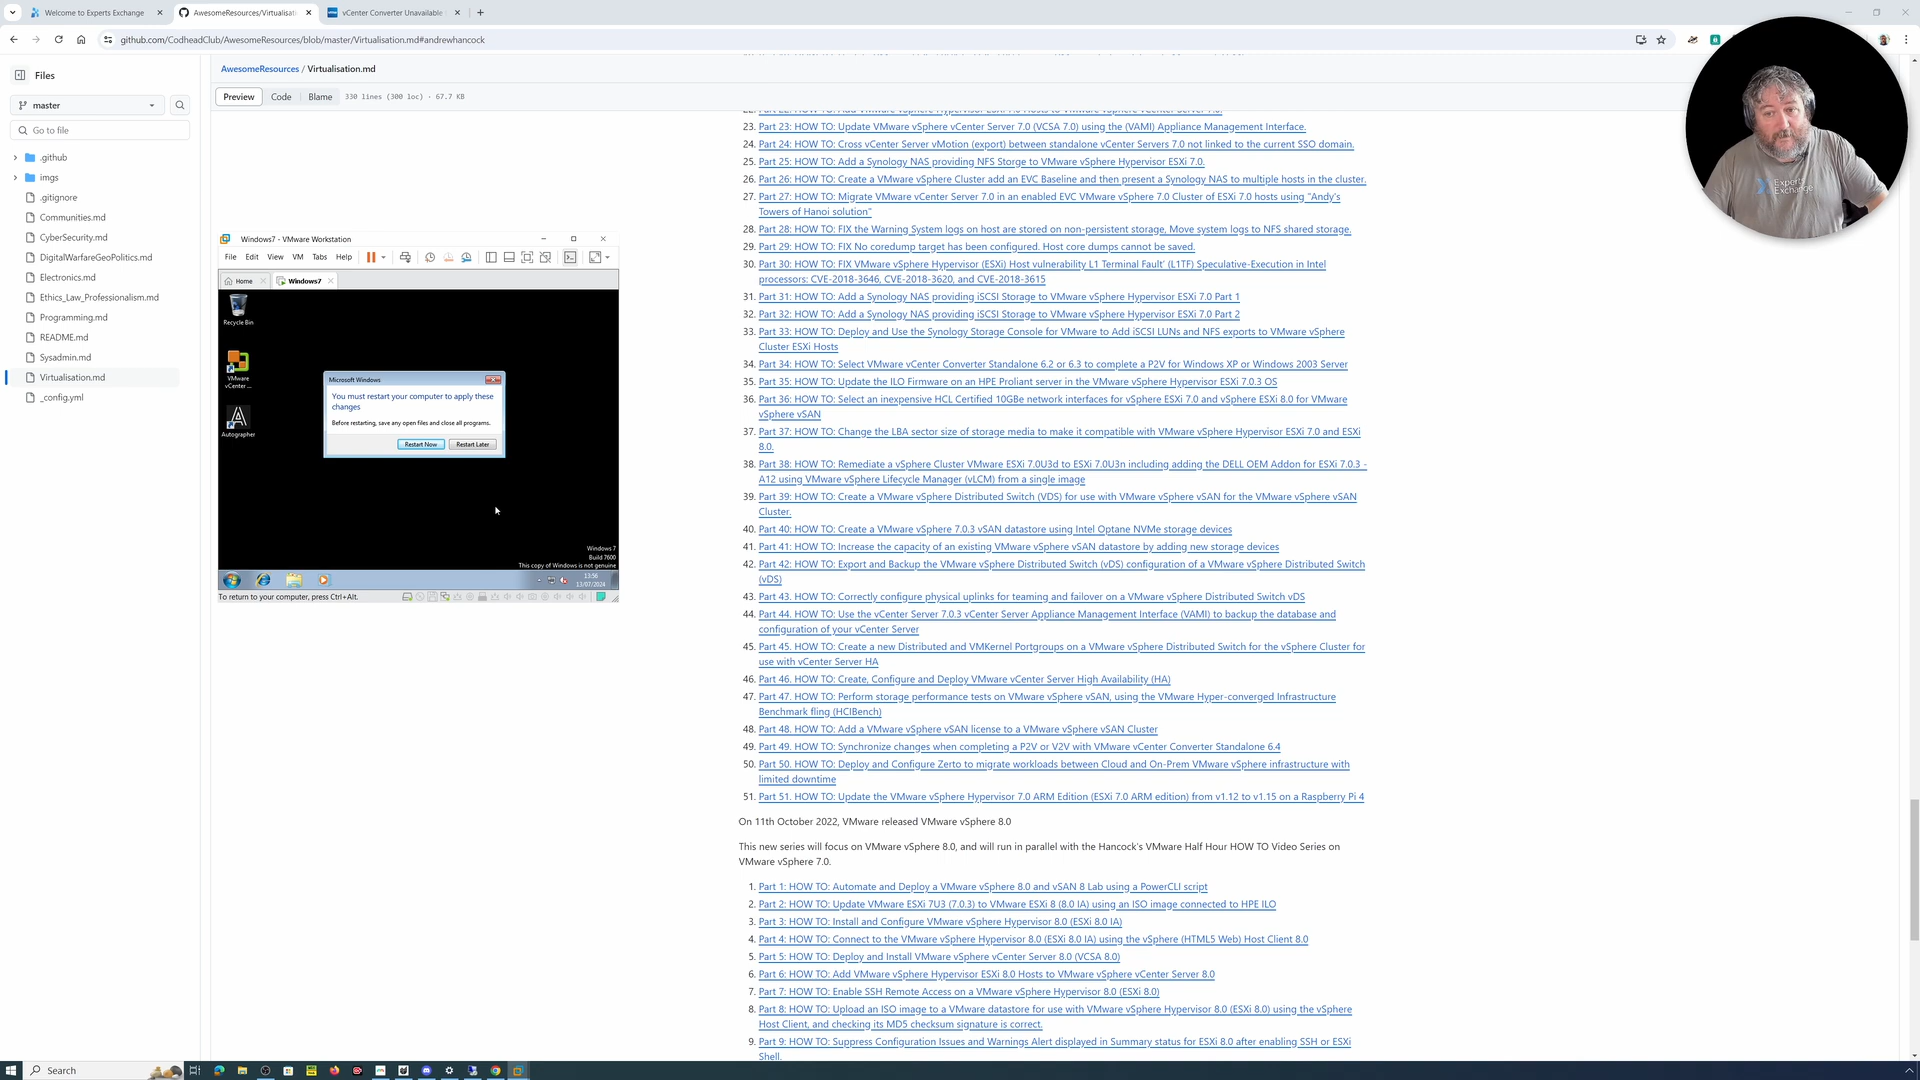 Welcome to Experts Exchange
AwesomeResources/Virtualisati
vCenter Converter Unavailable
github.com/CodheadClub/AwesomeResources/blob/master/Virtualisation.md#andrewhancock
Files
master
Go to file
.github
imgs
.gitignore
Communities.md
CyberSecurity.md
DigitalWarfareGeoPolitics.md
Electronics.md
Ethics_Law_Professionalism.md
Programming.md
README.md
Sysadmin.md
Virtualisation.md
_config.yml
AwesomeResources / Virtualisation.md
Preview Code Blame 330 lines (300 loc) · 67.7 KB
23. Part 23: HOW TO: Update VMware vSphere vCenter Server 7.0 (VCSA 7.0) using the (VAMI) Appliance Management Interface.
24. Part 24: HOW TO: Cross vCenter Server vMotion (export) between standalone vCenter Servers 7.0 not linked to the current SSO domain.
25. Part 25: HOW TO: Add a Synology NAS providing NFS Storge to VMware vSphere Hypervisor ESXi 7.0.
26. Part 26: HOW TO: Create a VMware vSphere Cluster add an EVC Baseline and then present a Synology NAS to multiple hosts in the cluster.
27. Part 27: HOW TO: Migrate VMware vCenter Server 7.0 in an enabled EVC VMware vSphere 7.0 Cluster of ESXi 7.0 hosts using "Andy's
Towers of Hanoi solution"
28. Part 28: HOW TO: FIX the Warning System logs on host are stored on non-persistent storage, Move system logs to NFS shared storage.
29. Part 29: HOW TO: FIX No coredump target has been configured. Host core dumps cannot be saved.
30. Part 30: HOW TO: FIX VMware vSphere Hypervisor (ESXi) Host vulnerability L1 Terminal Fault' (L1TF) Speculative-Execution in Intel
processors: CVE-2018-3646, CVE-2018-3620, and CVE-2018-3615
31. Part 31: HOW TO: Add a Synology NAS providing iSCSI Storage to VMware vSphere Hypervisor ESXi 7.0 Part 1
32. Part 32: HOW TO: Add a Synology NAS providing iSCSI Storage to VMware vSphere Hypervisor ESXi 7.0 Part 2
33. Part 33: HOW TO: Deploy and Use the Synology Storage Console for VMware to Add iSCSI LUNs and NFS exports to VMware vSphere
Cluster ESXi Hosts
34. Part 34: HOW TO: Select VMware vCenter Converter Standalone 6.2 or 6.3 to complete a P2V for Windows XP or Windows 2003 Server
35. Part 35: HOW TO: Update the ILO Firmware on an HPE Proliant server in the VMware vSphere Hypervisor ESXi 7.0.3 OS
36. Part 36: HOW TO: Select an inexpensive HCL Certified 10GBe network interfaces for vSphere ESXi 7.0 and vSphere ESXi 8.0 for VMware
vSphere vSAN
37. Part 37: HOW TO: Change the LBA sector size of storage media to make it compatible with VMware vSphere Hypervisor ESXi 7.0 and ESXi
8.0.
38. Part 38: HOW TO: Remediate a vSphere Cluster VMware ESXi 7.0U3d to ESXi 7.0U3n including adding the DELL OEM Addon for ESXi 7.0.3 -
A12 using VMware vSphere Lifecycle Manager (vLCM) from a single image
39. Part 39: HOW TO: Create a VMware vSphere Distributed Switch (VDS) for use with VMware vSphere vSAN for the VMware vSphere vSAN
Cluster.
40. Part 40: HOW TO: Create a VMware vSphere 7.0.3 vSAN datastore using Intel Optane NVMe storage devices
41. Part 41: HOW TO: Increase the capacity of an existing VMware vSphere vSAN datastore by adding new storage devices
42. Part 42: HOW TO: Export and Backup the VMware vSphere Distributed Switch (vDS) configuration of a VMware vSphere Distributed Switch
(vDS)
43. Part 43. HOW TO: Correctly configure physical uplinks for teaming and failover on a VMware vSphere Distributed Switch vDS
44. Part 44. HOW TO: Use the vCenter Server 7.0.3 vCenter Server Appliance Management Interface (VAMI) to backup the database and
configuration of your vCenter Server
45. Part 45. HOW TO: Create a new Distributed and VMKernel Portgroups on a VMware vSphere Distributed Switch for the vSphere Cluster for
use with vCenter Server HA
46. Part 46. HOW TO: Create, Configure and Deploy VMware vCenter Server High Availability (HA)
47. Part 47. HOW TO: Perform storage performance tests on VMware vSphere vSAN, using the VMware Hyper-converged Infrastructure
Benchmark fling (HCIBench)
48. Part 48. HOW TO: Add a VMware vSphere vSAN license to a VMware vSphere vSAN Cluster
49. Part 49. HOW TO: Synchronize changes when completing a P2V or V2V with VMware vCenter Converter Standalone 6.4
50. Part 50. HOW TO: Deploy and Configure Zerto to migrate workloads between Cloud and On-Prem VMware vSphere infrastructure with
limited downtime
51. Part 51. HOW TO: Update the VMware vSphere Hypervisor 7.0 ARM Edition (ESXi 7.0 ARM edition) from v1.12 to v1.15 on a Raspberry Pi 4
On 11th October 2022, VMware released VMware vSphere 8.0
This new series will focus on VMware vSphere 8.0, and will run in parallel with the Hancock's VMware Half Hour HOW TO Video Series on
VMware vSphere 7.0.
1. Part 1: HOW TO: Automate and Deploy a VMware vSphere 8.0 and vSAN 8 Lab using a PowerCLI script
2. Part 2: HOW TO: Update VMware ESXi 7U3 (7.0.3) to VMware ESXi 8 (8.0 IA) using an ISO image connected to HPE ILO
3. Part 3: HOW TO: Install and Configure VMware vSphere Hypervisor 8.0 (ESXi 8.0 IA)
4. Part 4: HOW TO: Connect to the VMware vSphere Hypervisor 8.0 (ESXi 8.0 IA) using the vSphere (HTML5 Web) Host Client 8.0
5. Part 5: HOW TO: Deploy and Install VMware vSphere vCenter Server 8.0 (VCSA 8.0)
6. Part 6: HOW TO: Add VMware vSphere Hypervisor ESXi 8.0 Hosts to VMware vSphere vCenter Server 8.0
7. Part 7: HOW TO: Enable SSH Remote Access on a VMware vSphere Hypervisor 8.0 (ESXi 8.0)
8. Part 8: HOW TO: Upload an ISO image to a VMware datastore for use with VMware vSphere Hypervisor 8.0 (ESXi 8.0) using the vSphere
Host Client, and checking its MD5 checksum signature is correct.
9. Part 9: HOW TO: Suppress Configuration Issues and Warnings Alert displayed in Summary status for ESXi 8.0 after enabling SSH or ESXi
Shell.
Windows7 - VMware Workstation
File Edit View VM Tabs Help
Home Windows7
Recycle Bin
VMware
vCenter ...
Autographer
Microsoft Windows
You must restart your computer to apply these
changes
Before restarting, save any open files and close all programs.
Restart Now Restart Later
Windows 7
Build 7600
This copy of Windows is not genuine
13:56
13/07/2024
To return to your computer, press Ctrl+Alt.
Experts
Exchange
Search